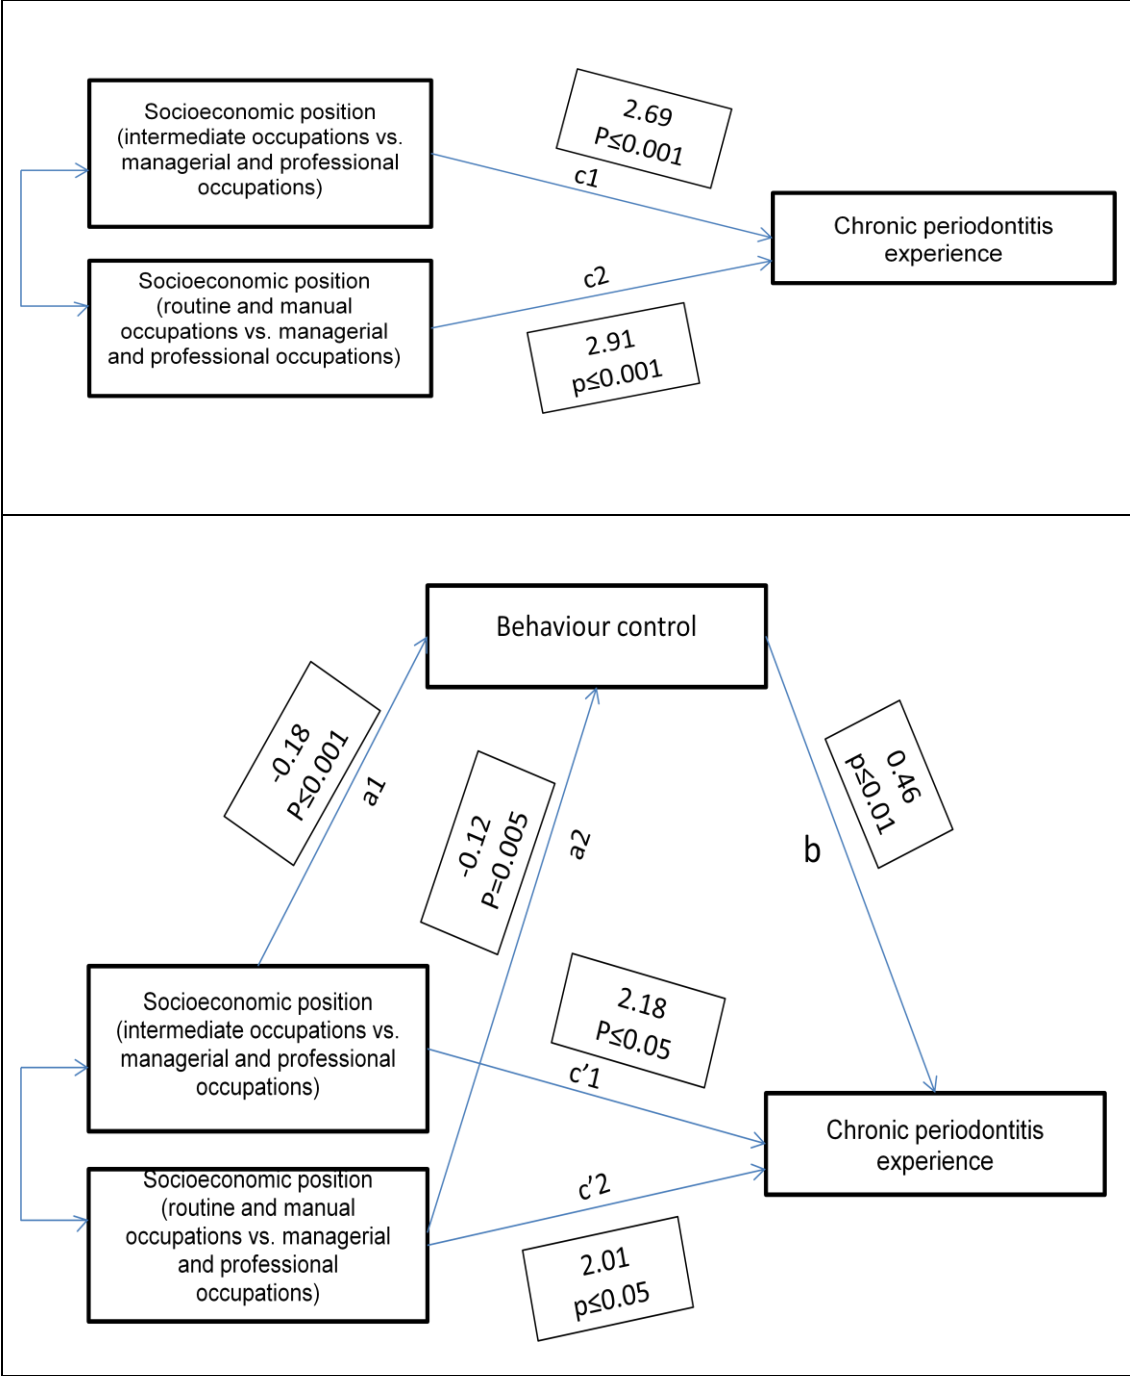 Socioeconomic position
(intermediate occupations vs.
managerial and professional
occupations)
2.69
P≤0.001
c1
Chronic periodontitis
experience
Socioeconomic position
(routine and manual
occupations vs. managerial
and professional occupations)
c2
2.91
p≤0.001
Behaviour control
-0.18
P≤0.001
a1
-0.12
P=0.005
a2
0.46
p≤0.01
b
Socioeconomic position
(intermediate occupations vs.
managerial and professional
occupations)
2.18
P≤0.05
c'1
Chronic periodontitis
experience
Socioeconomic position
(routine and manual
occupations vs. managerial
and professional
occupations)
c'2
2.01
p≤0.05